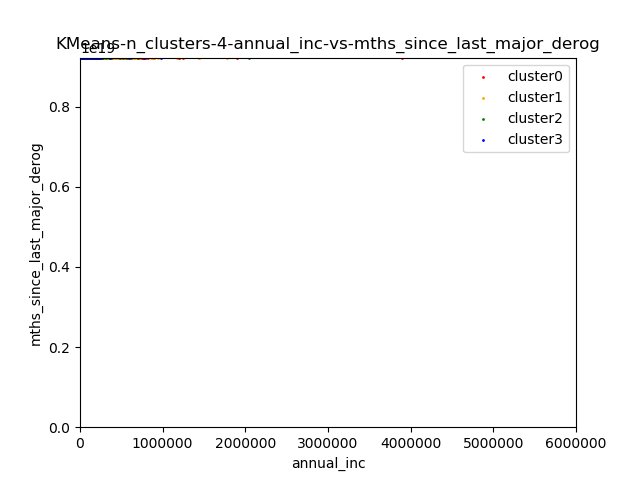 KMeans-n_clusters-4-annual_inc-vs-mths_since_last_major_derog
1e19
cluster0
cluster1
cluster2
cluster3
0.8
0.6
0.4
0.2
0.0
mths_since_last_major_derog
0 1000000 2000000 3000000 4000000 5000000 6000000
annual_inc